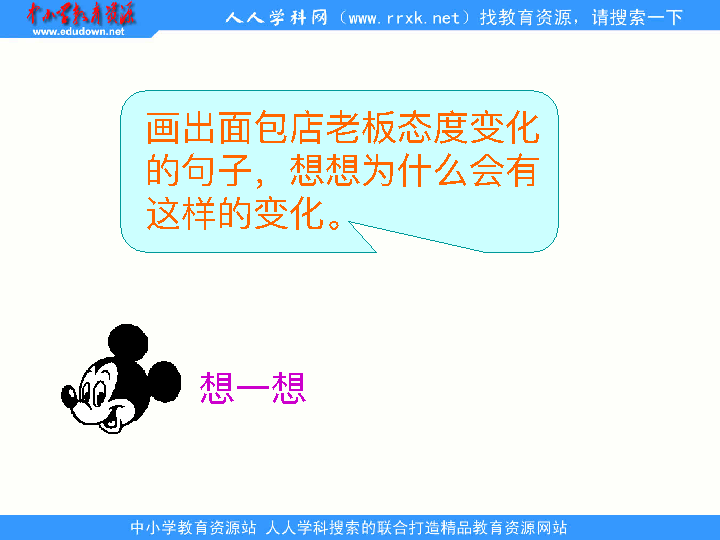 中小学教育资源
www.edudown.net
人人学科网（www.rrxk.net）找教育资源，请搜索一下
画出面包店老板态度变化
的句子，想想为什么会有
这样的变化。
想一想
中小学教育资源站 人人学科搜索的联合打造精品教育资源网站